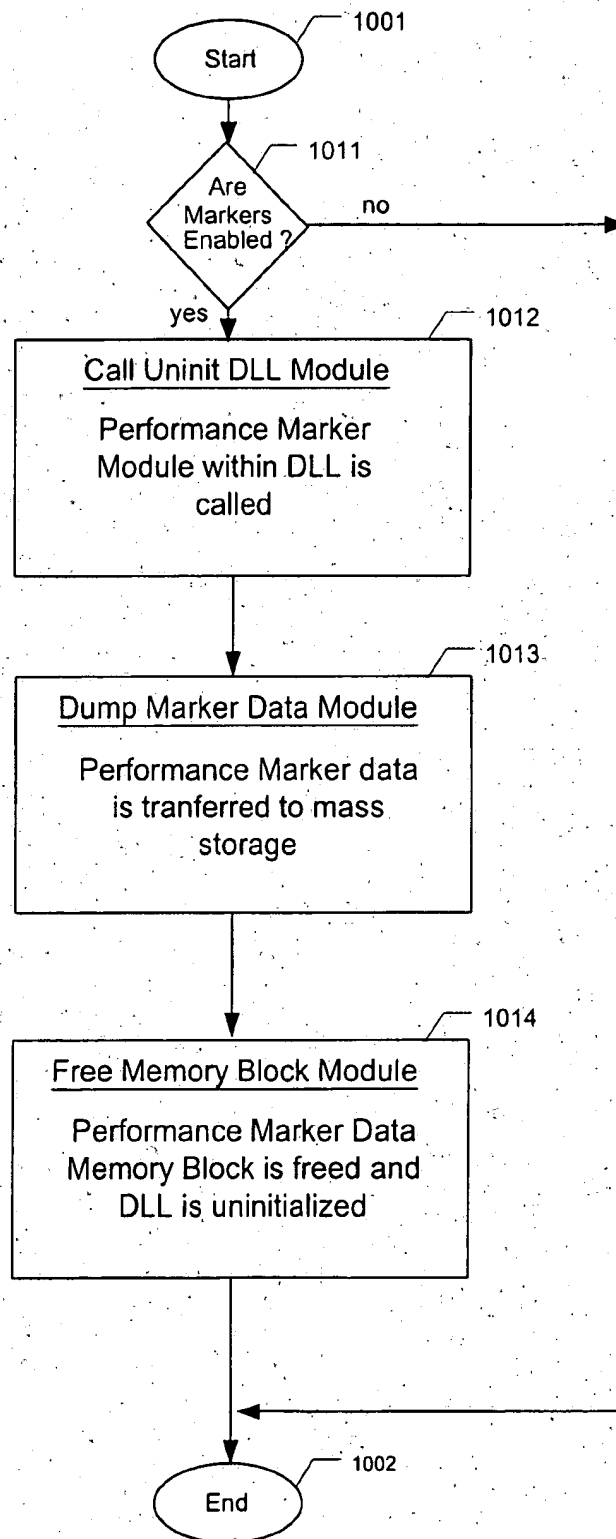 1001
Start
1011
Are
Markers
Enabled ?
no
yes
1012
Call Uninit DLL Module
Performance Marker
Module within DLL is
called
1013
Dump Marker Data Module
Performance Marker data
is tranferred to mass
storage
1014
Free Memory Block Module
Performance Marker Data
Memory Block is freed and
DLL is uninitialized
1002
End